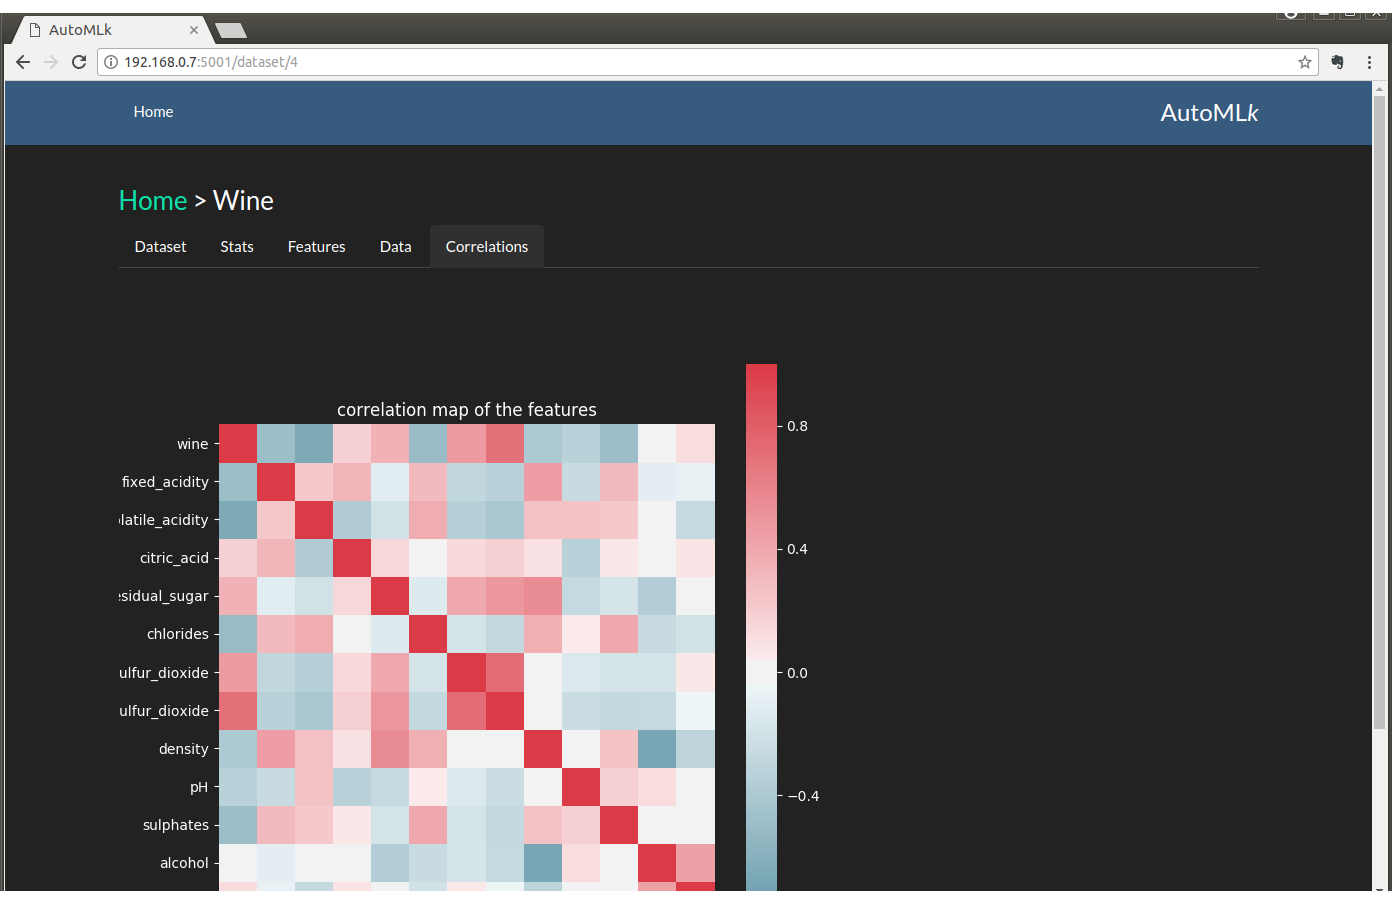 AutoMLk
192.168.0.7:5001/dataset/4
Home
AutoMLk
Home > Wine
Dataset Stats Features Data Correlations
correlation map of the features
wine
fixed_acidity
latile_acidity
citric_acid
esidual_sugar
chlorides
ulfur_dioxide
ulfur_dioxide
density
pH
sulphates
alcohol
0.8
0.4
0.0
−0.4